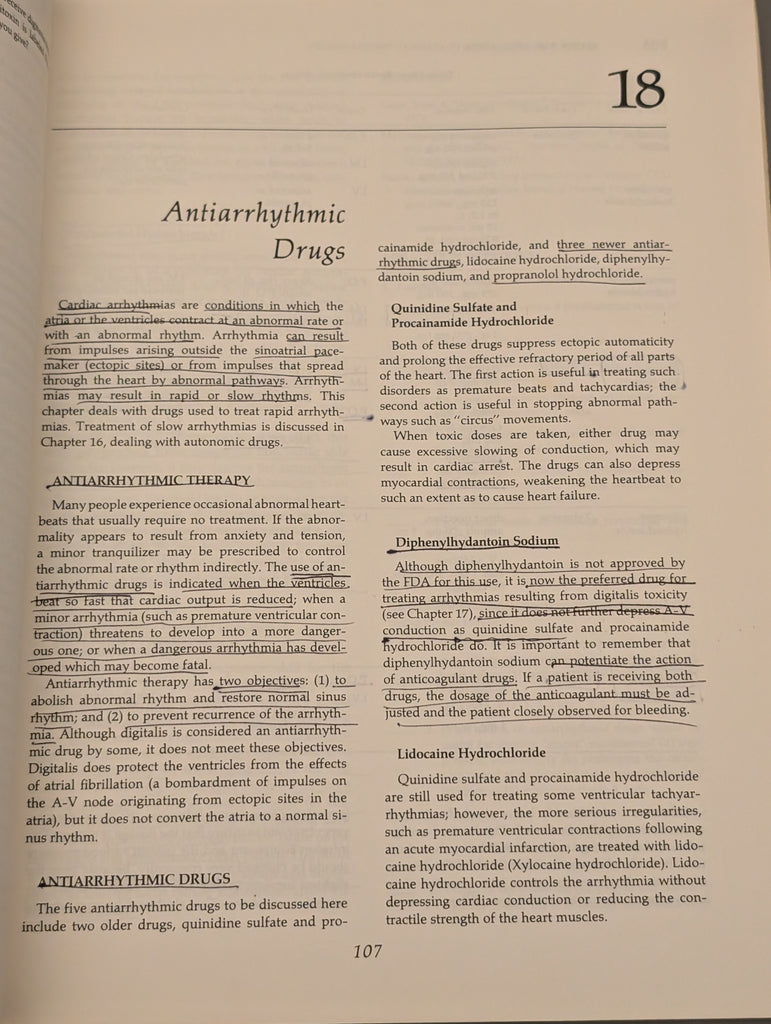 you give?
18
Antiarrhythmic
Drugs
Cardiac arrhythmias are conditions in which the
atria or the ventricles contract at an abnormal rate or
with an abnormal rhythm. Arrhythmia can result
from impulses arising outside the sinoatrial pace-
maker (ectopic sites) or from impulses that spread
through the heart by abnormal pathways. Arrhyth-
mias may result in rapid or slow rhythms. This
chapter deals with drugs used to treat rapid arrhyth-
mias. Treatment of slow arrhythmias is discussed in
Chapter 16, dealing with autonomic drugs.
ANTIARRHYTHMIC THERAPY
Many people experience occasional abnormal heart-
beats that usually require no treatment. If the abnor-
mality appears to result from anxiety and tension,
a minor tranquilizer may be prescribed to control
the abnormal rate or rhythm indirectly. The use of an-
tiarrhythmic drugs is indicated when the ventricles
beat so fast that cardiac output is reduced; when a
minor arrhythmia (such as premature ventricular con-
traction) threatens to develop into a more danger-
ous one; or when a dangerous arrhythmia has devel-
oped which may become fatal.
Antiarrhythmic therapy has two objectives: (1) to
abolish abnormal rhythm and restore normal sinus
rhythm; and (2) to prevent recurrence of the arrhyth-
mia. Although digitalis is considered an antiarrhyth-
mic drug by some, it does not meet these objectives.
Digitalis does protect the ventricles from the effects
of atrial fibrillation (a bombardment of impulses on
the A-V node originating from ectopic sites in the
atria), but it does not convert the atria to a normal si-
nus rhythm.
ANTIARRHYTHMIC DRUGS
The five antiarrhythmic drugs to be discussed here
include two older drugs, quinidine sulfate and pro-
cainamide hydrochloride, and three newer antiar-
rhythmic drugs, lidocaine hydrochloride, diphenylhy-
dantoin sodium, and propranolol hydrochloride.
Quinidine Sulfate and
Procainamide Hydrochloride
Both of these drugs suppress ectopic automaticity
and prolong the effective refractory period of all parts
of the heart. The first action is useful in treating such
disorders as premature beats and tachycardias; the
second action is useful in stopping abnormal path-
ways such as "circus" movements.
When toxic doses are taken, either drug may
cause excessive slowing of conduction, which may
result in cardiac arrest. The drugs can also depress
myocardial contractions, weakening the heartbeat to
such an extent as to cause heart failure.
Diphenylhydantoin Sodium
Although diphenylhydantoin is not approved by
the FDA for this use, it is now the preferred drug for
treating arrhythmias resulting from digitalis toxicity
(see Chapter 17), since it does not further depress A-V
conduction as quinidine sulfate and procainamide
hydrochloride do. It is important to remember that
diphenylhydantoin sodium can potentiate the action
of anticoagulant drugs. If a patient is receiving both
drugs, the dosage of the anticoagulant must be ad-
justed and the patient closely observed for bleeding.
Lidocaine Hydrochloride
Quinidine sulfate and procainamide hydrochloride
are still used for treating some ventricular tachyar-
rhythmias; however, the more serious irregularities,
such as premature ventricular contractions following
an acute myocardial infarction, are treated with lido-
caine hydrochloride (Xylocaine hydrochloride). Lido-
caine hydrochloride controls the arrhythmia without
depressing cardiac conduction or reducing the con-
tractile strength of the heart muscles.
107